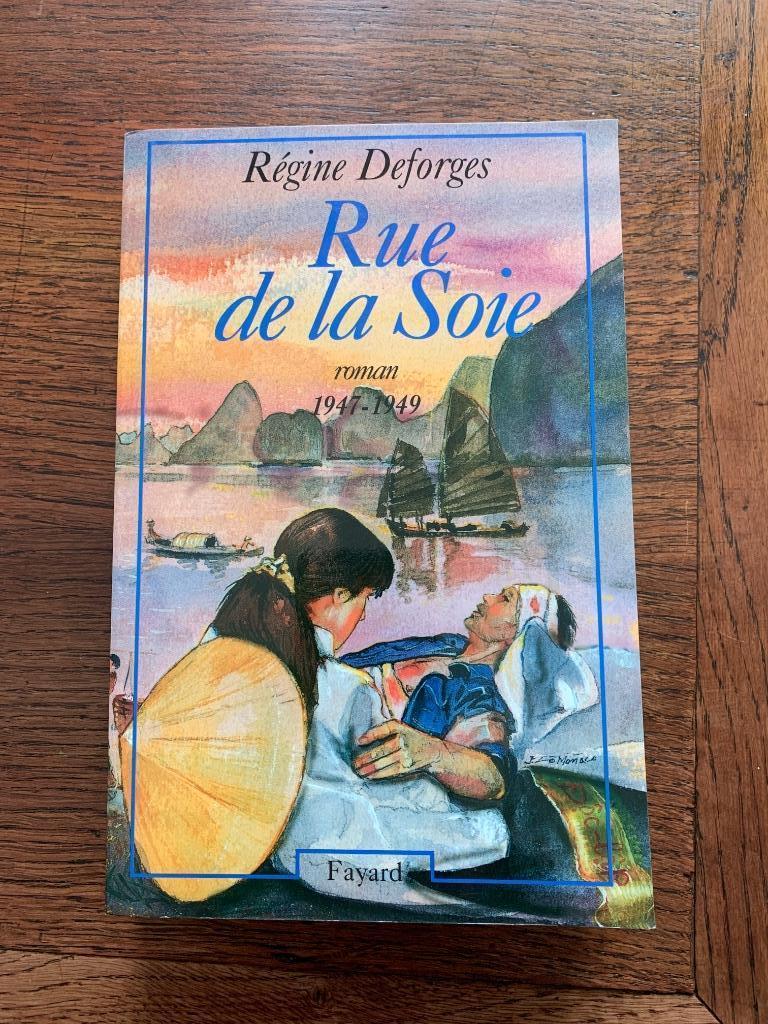 Régine Deforges
Rue
de la Soie
roman
1947-1949
Fayard